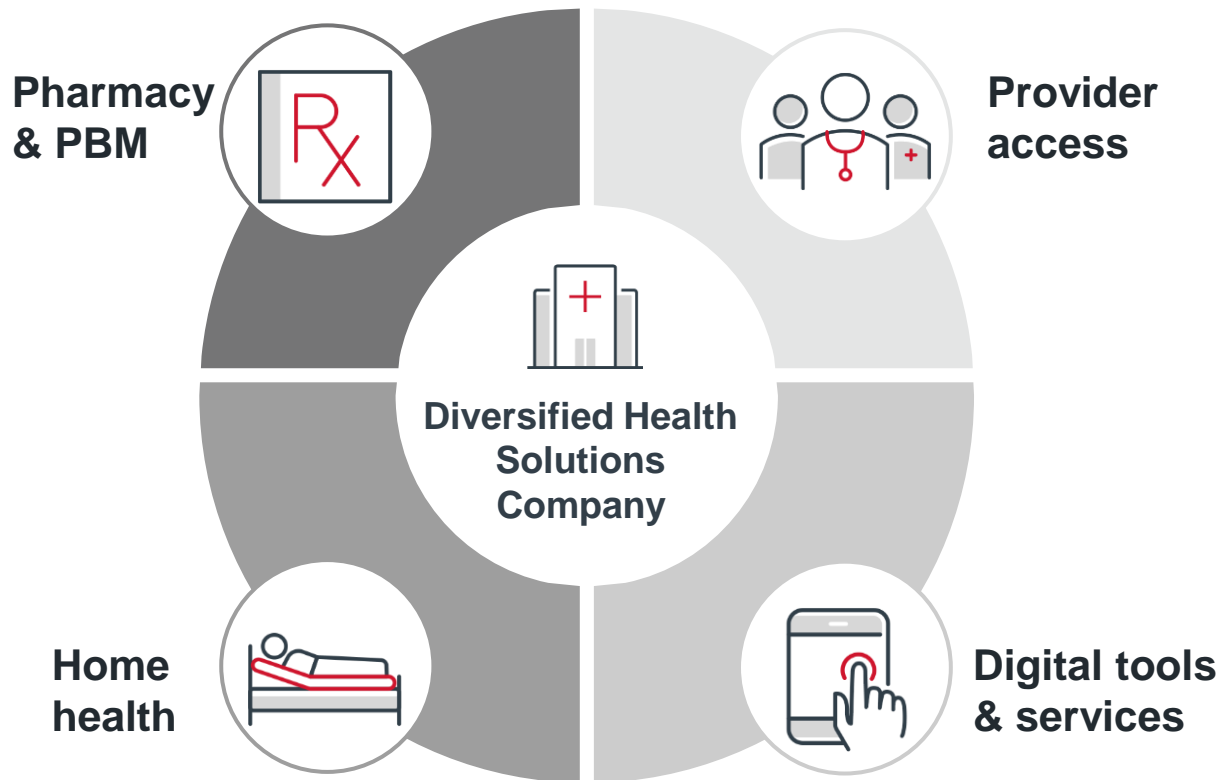 Pharmacy
& PBM
Rx
Provider
access
Diversified Health
Solutions
Company
Home
health
Digital tools
& services